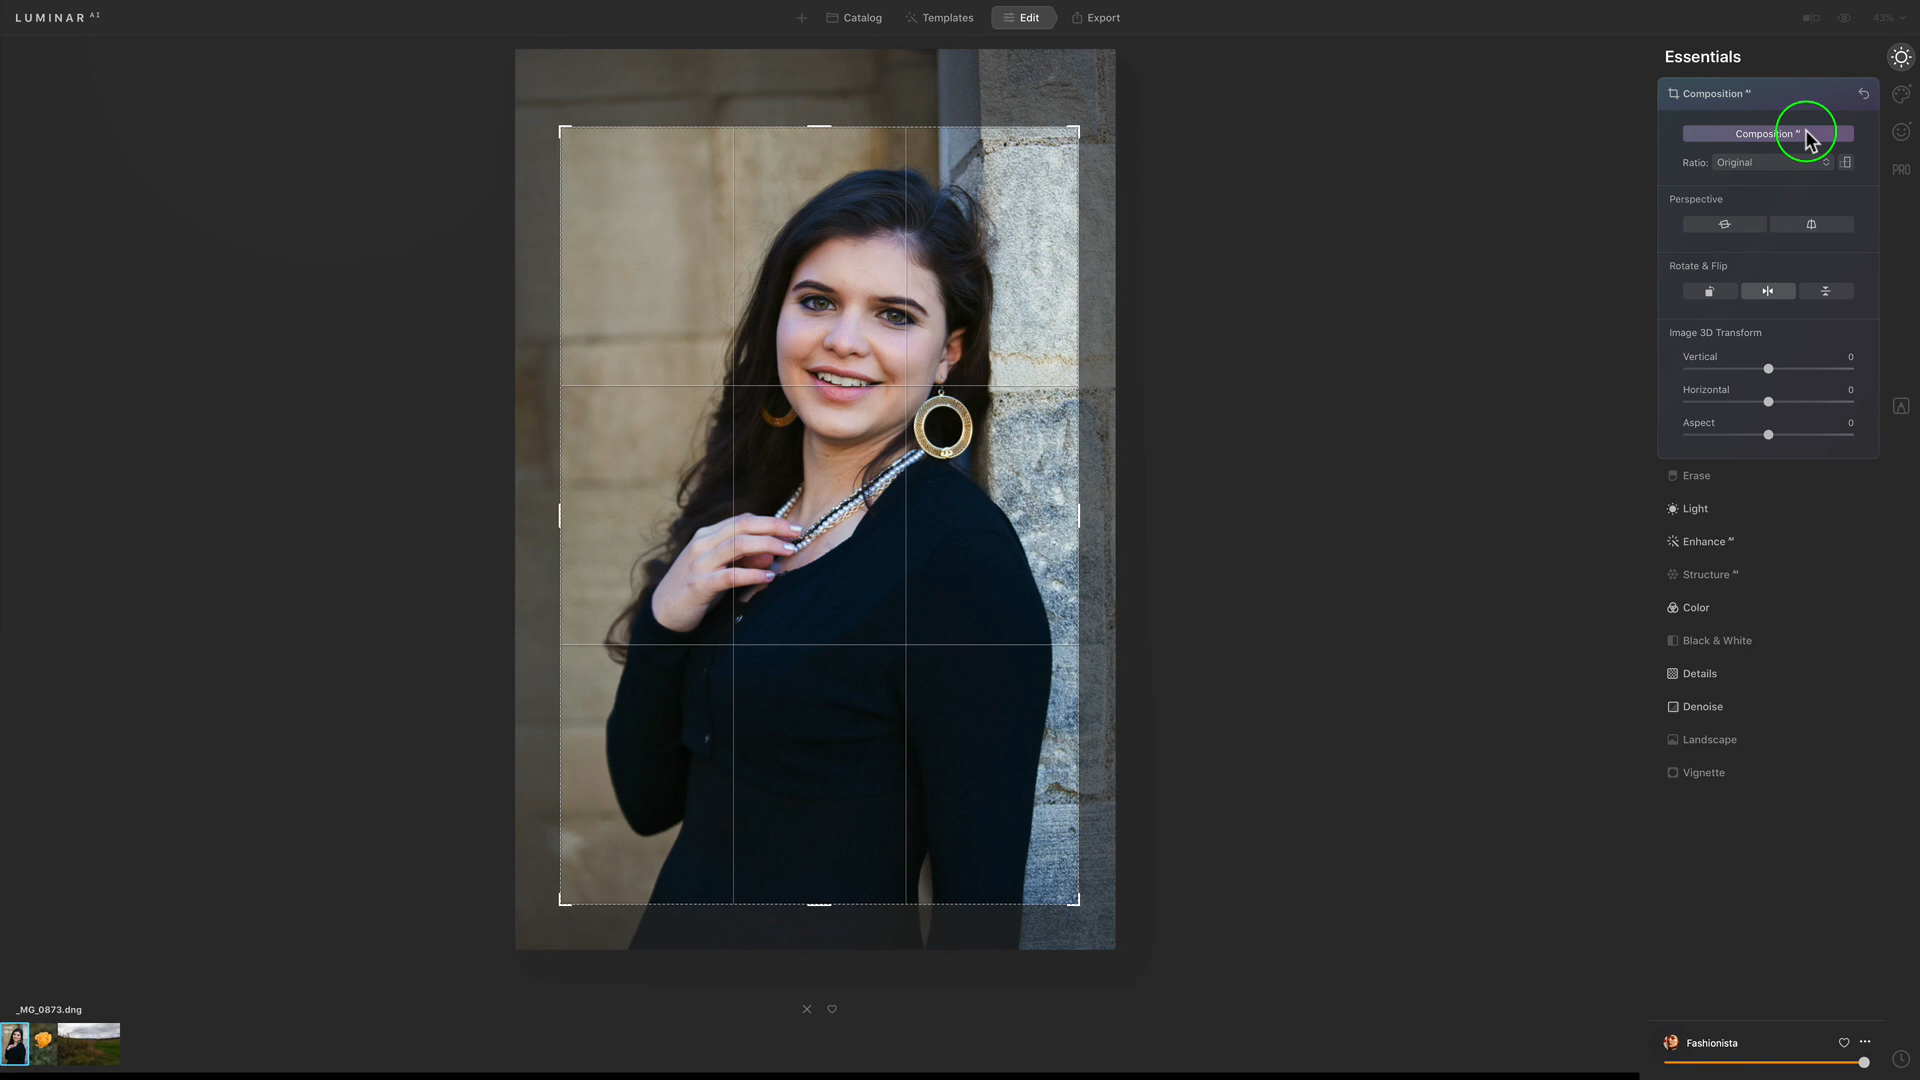 LUMINAR AI
Catalog
Templates
Edit
Export
43%
Essentials
Composition AI
Composition AI
Ratio: Original
Perspective
Rotate & Flip
Image 3D Transform
Vertical 0
Horizontal 0
Aspect 0
Erase
Light
Enhance AI
Structure AI
Color
Black & White
Details
Denoise
Landscape
Vignette
PRO
_MG_0873.dng
Fashionista